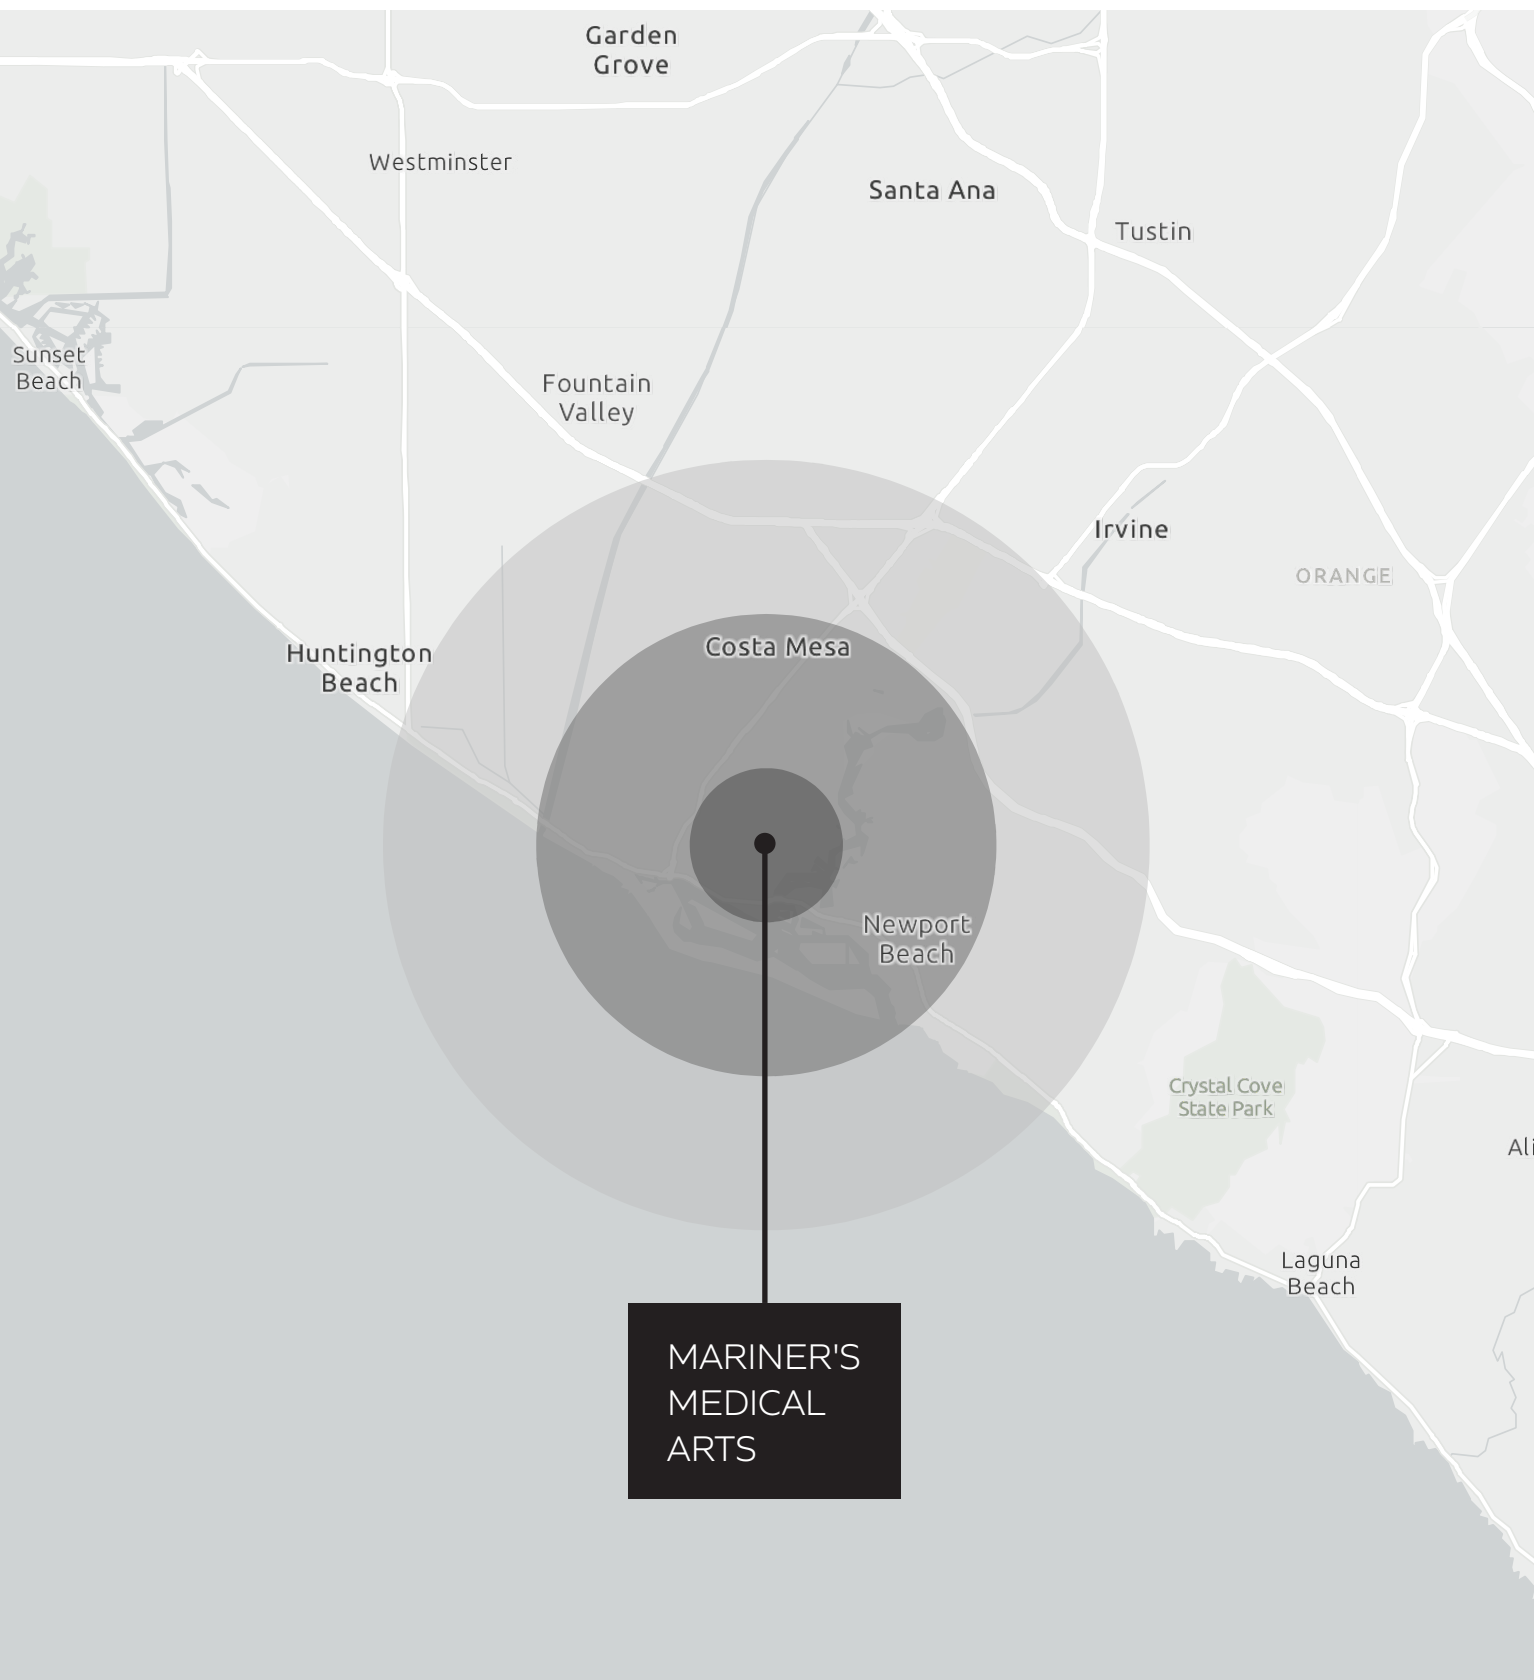 Garden
Grove
Westminster
Santa Ana
Tustin
Sunset
Beach
Fountain
Valley
Irvine
ORANGE
Huntington
Beach
Costa Mesa
Newport
Beach
Crystal Cove
State Park
Ali
Laguna
Beach
MARINER'S
MEDICAL
ARTS